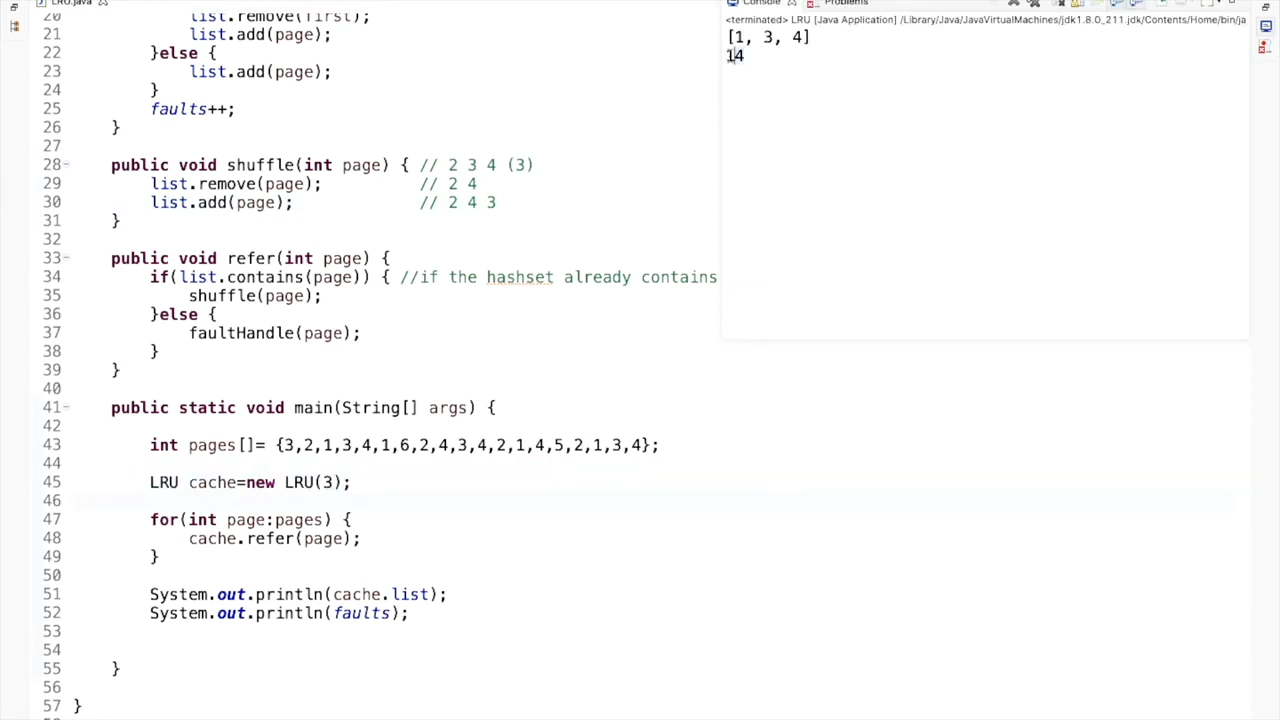 LRU.java
20 list.remove(first);
21 list.add(page);
22 }else {
23 list.add(page);
24 }
25 faults++;
26 }
27
28 public void shuffle(int page) { // 2 3 4 (3)
29 list.remove(page); // 2 4
30 list.add(page); // 2 4 3
31 }
32
33 public void refer(int page) {
34 if(list.contains(page)) { //if the hashset already contains
35 shuffle(page);
36 }else {
37 faultHandle(page);
38 }
39 }
40
41 public static void main(String[] args) {
42
43 int pages[]= {3,2,1,3,4,1,6,2,4,3,4,2,1,4,5,2,1,3,4};
44
45 LRU cache=new LRU(3);
46
47 for(int page:pages) {
48 cache.refer(page);
49 }
50
51 System.out.println(cache.list);
52 System.out.println(faults);
53
54
55 }
56
57 }
Console Problems
<terminated> LRU [Java Application] /Library/Java/JavaVirtualMachines/jdk1.8.0_211.jdk/Contents/Home/bin/ja
[1, 3, 4]
14